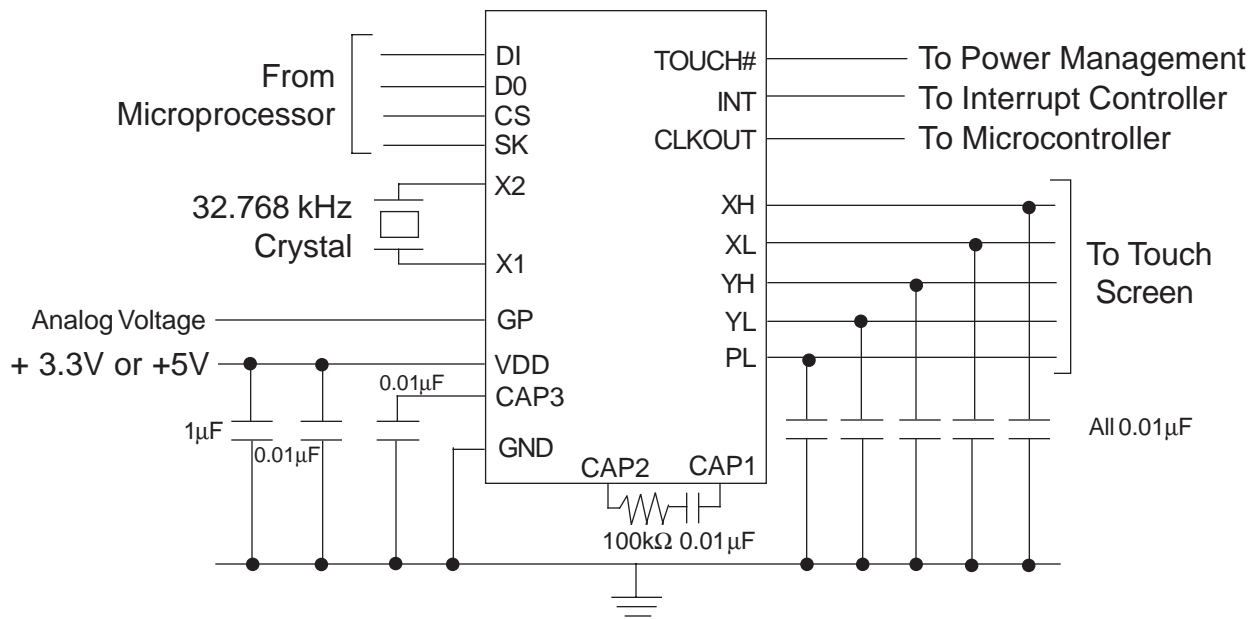 From
Microprocessor
DI
D0
CS
SK
X2
32.768 kHz
Crystal
X1
Analog Voltage
GP
+ 3.3V or +5V
VDD
0.01μF
CAP3
1μF
0.01μF
GND
CAP2
CAP1
100kΩ 0.01μF
TOUCH#
To Power Management
INT
To Interrupt Controller
CLKOUT
To Microcontroller
XH
XL
YH
YL
PL
To Touch
Screen
All 0.01μF